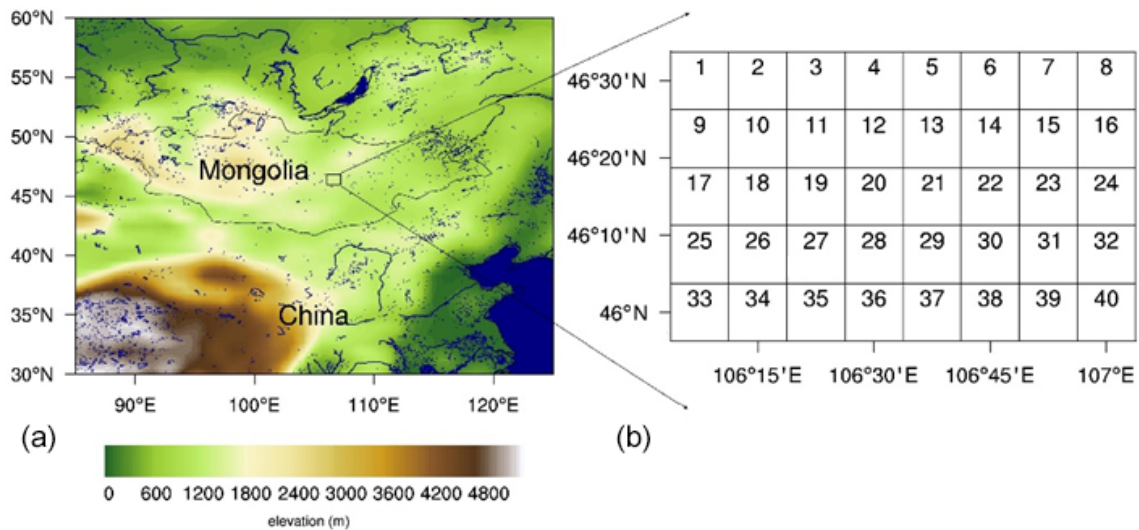 60°N
55°N
50°N
45°N
40°N
35°N
30°N
Mongolia
China
90°E 100°E 110°E 120°E
(a)
0 600 1200 1800 2400 3000 3600 4200 4800
elevation (m)
46°30'N
46°20'N
46°10'N
46°N
1 2 3 4 5 6 7 8
9 10 11 12 13 14 15 16
17 18 19 20 21 22 23 24
25 26 27 28 29 30 31 32
33 34 35 36 37 38 39 40
106°15'E 106°30'E 106°45'E 107°E
(b)